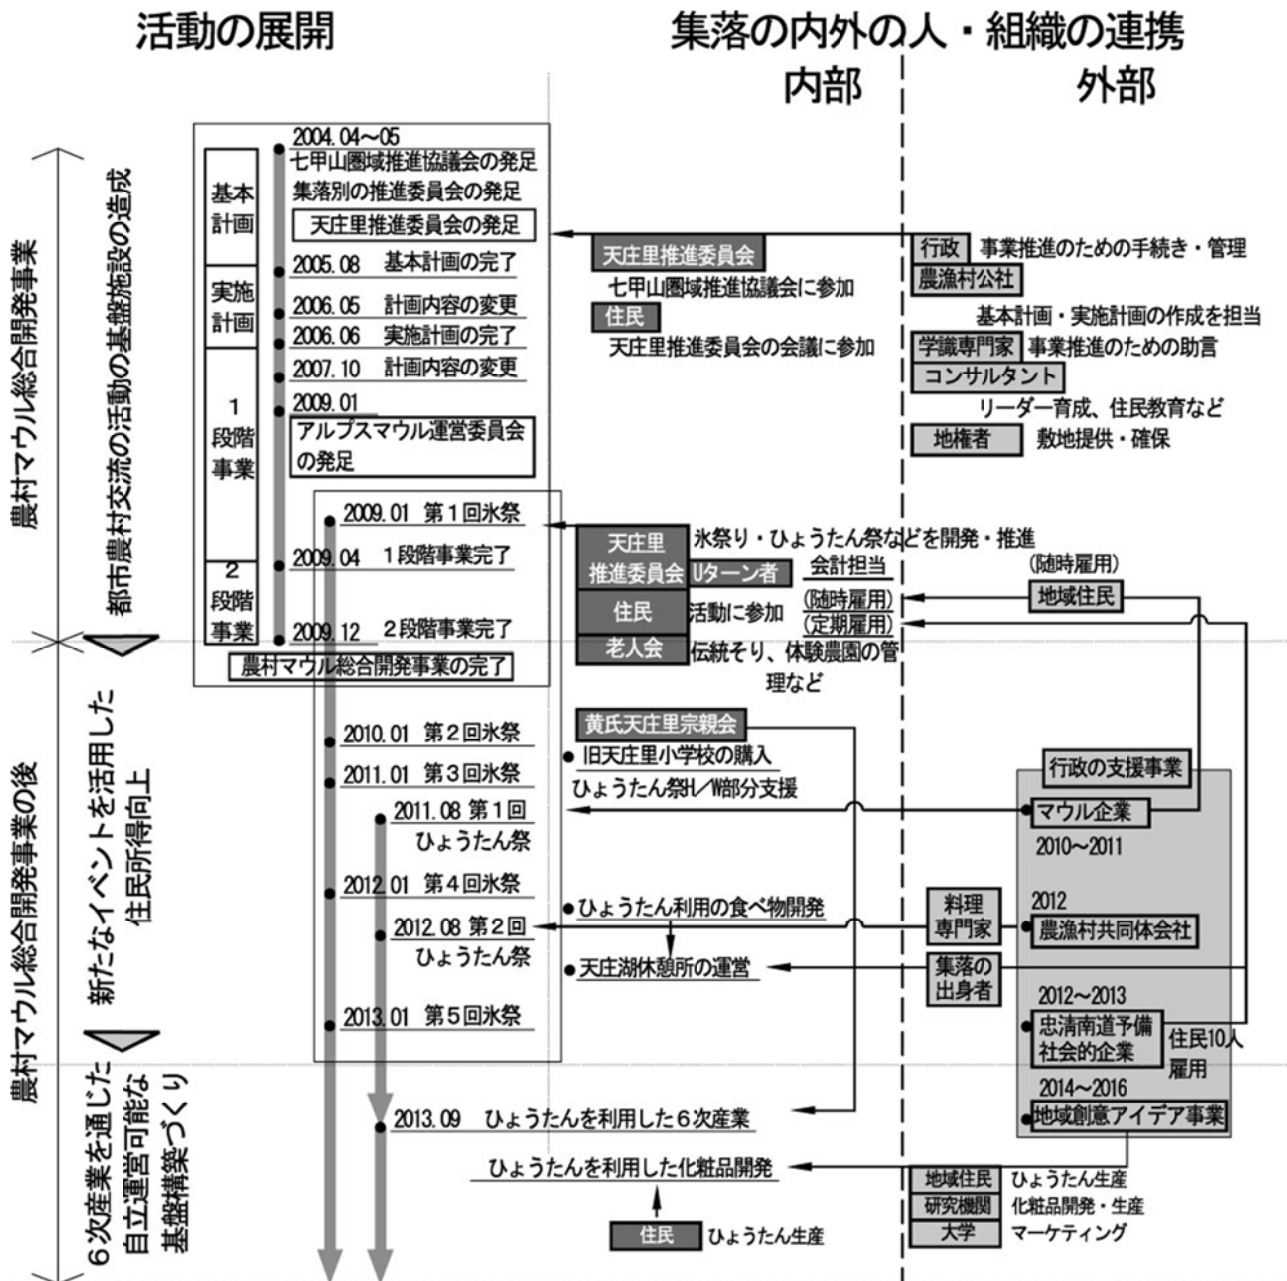 活動の展開
集落の内外の人・組織の連携
内部
外部
農村マウル総合開発事業
農村マウル総合開発事業の後
都市農村交流の活動の基盤施設の造成
新たなイベントを活用した
住民所得向上
6次産業を通じた
自立運営可能な
基盤構築づくり
基本
計画
実施
計画
1
段階
事業
2
段階
事業
2004.04～05
七甲山圏域推進協議会の発足
集落別の推進委員会の発足
天庄里推進委員会の発足
2005.08 基本計画の完了
2006.05 計画内容の変更
2006.06 実施計画の完了
2007.10 計画内容の変更
2009.01
アルプスマウル運営委員会
の発足
2009.01 第1回氷祭
2009.04 1段階事業完了
2009.12 2段階事業完了
農村マウル総合開発事業の完了
2010.01 第2回氷祭
2011.01 第3回氷祭
2011.08 第1回
ひょうたん祭
2012.01 第4回氷祭
2012.08 第2回
ひょうたん祭
2013.01 第5回氷祭
2013.09 ひょうたんを利用した6次産業
ひょうたんを利用した化粧品開発
天庄里推進委員会
七甲山圏域推進協議会に参加
住民
天庄里推進委員会の会議に参加
天庄里
推進委員会
氷祭り・ひょうたん祭などを開発・推進
Uターン者
会計担当
住民
活動に参加
(随時雇用)
(定期雇用)
老人会
伝統そり、体験農園の管
理など
黄氏天庄里宗親会
旧天庄里小学校の購入
ひょうたん祭H/W部分支援
ひょうたん利用の食べ物開発
天庄湖休憩所の運営
住民
ひょうたん生産
行政
事業推進のための手続き・管理
農漁村公社
基本計画・実施計画の作成を担当
学識専門家
事業推進のための助言
コンサルタント
リーダー育成、住民教育など
地権者
敷地提供・確保
(随時雇用)
地域住民
行政の支援事業
マウル企業
2010～2011
料理
専門家
2012
農漁村共同体会社
集落の
出身者
2012～2013
忠清南道予備
社会的企業
住民10人
雇用
2014～2016
地域創意アイデア事業
地域住民
ひょうたん生産
研究機関
化粧品開発・生産
大学
マーケティング